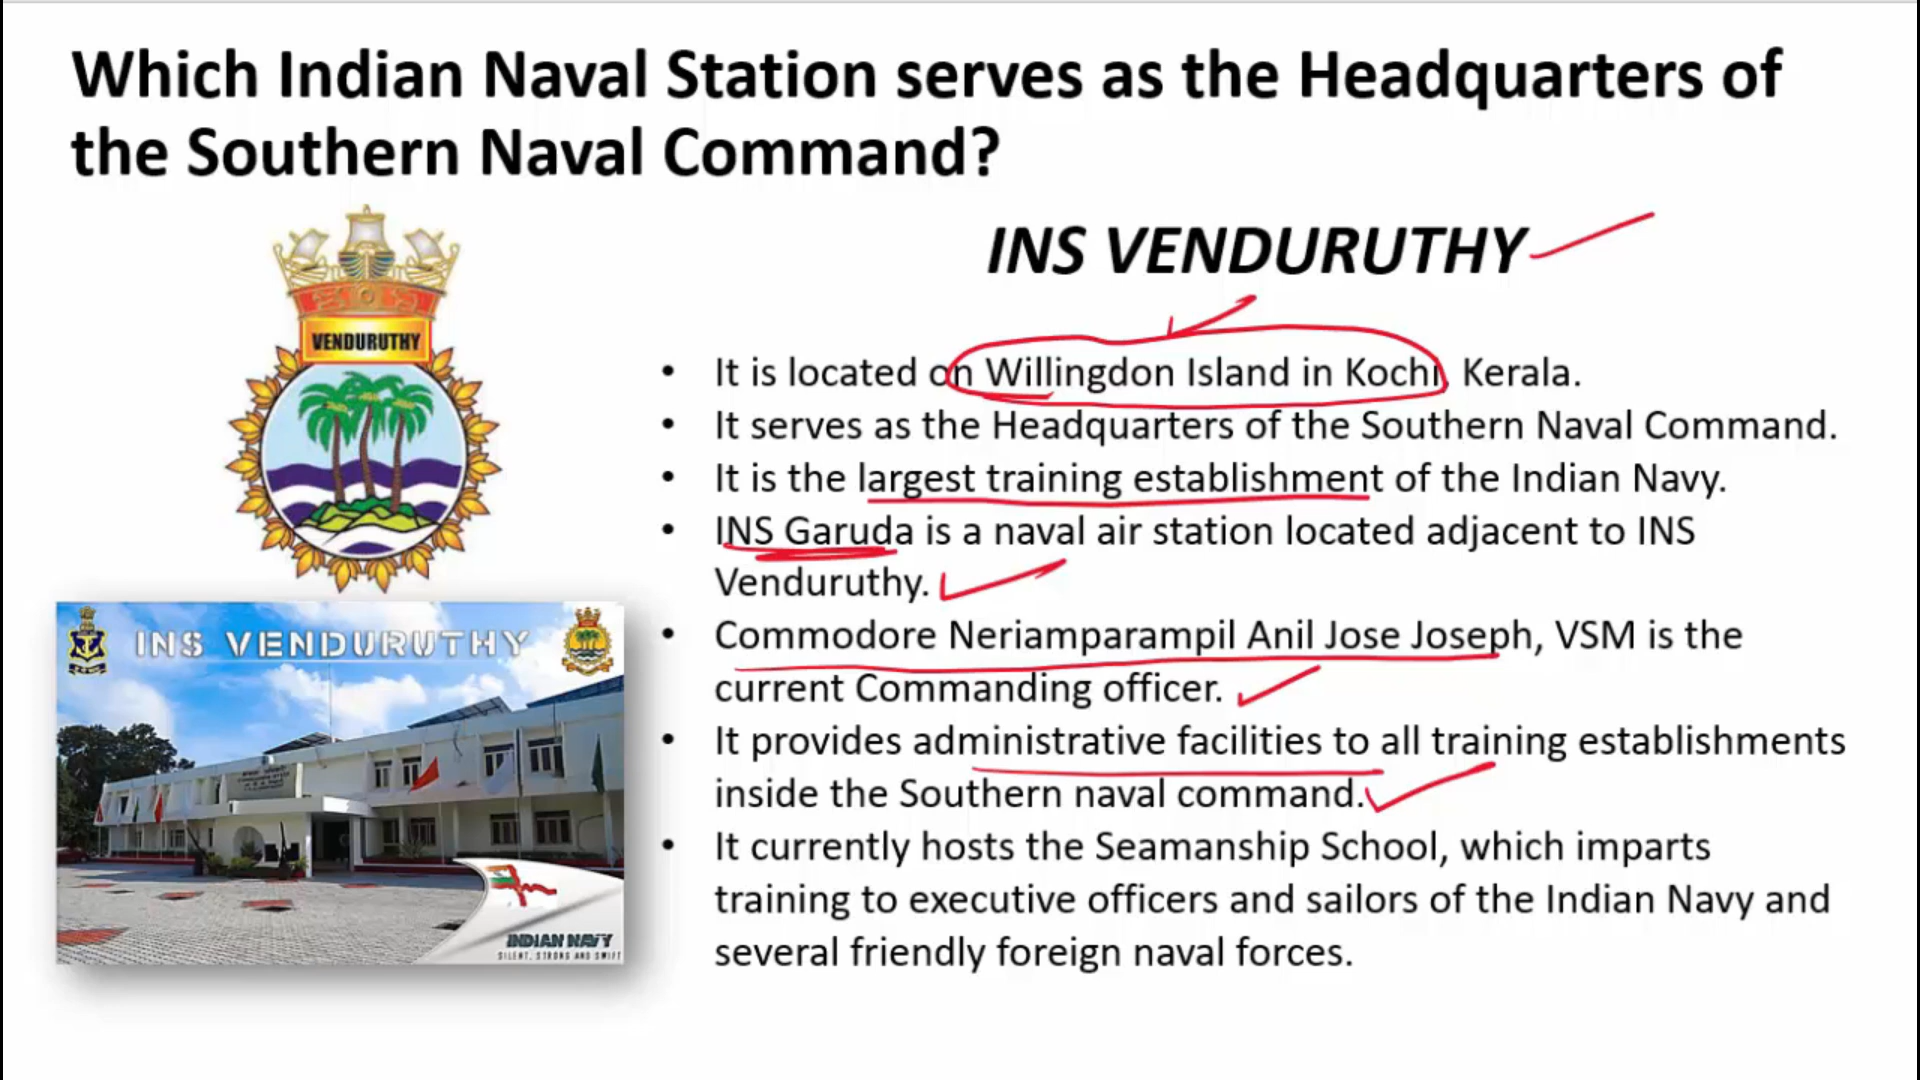 Which Indian Naval Station serves as the Headquarters of
the Southern Naval Command?
INS VENDURUTHY
VENDURUTHY
• It is located on Willingdon Island in Kochi, Kerala.
• It serves as the Headquarters of the Southern Naval Command.
• It is the largest training establishment of the Indian Navy.
• INS Garuda is a naval air station located adjacent to INS
Venduruthy.
• Commodore Neriamparampil Anil Jose Joseph, VSM is the
current Commanding officer.
• It provides administrative facilities to all training establishments
inside the Southern naval command.
• It currently hosts the Seamanship School, which imparts
training to executive officers and sailors of the Indian Navy and
several friendly foreign naval forces.
INS VENDURUTHY
INDIAN NAVY
SILENT, STRONG AND SWIFT